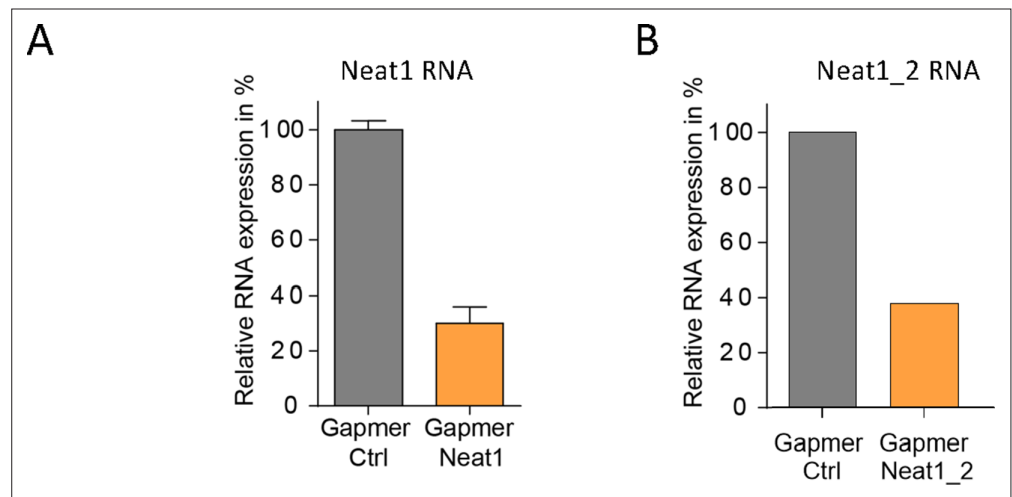 A
Neat1 RNA
Relative RNA expression in %
100
80
60
40
20
0
Gapmer
Ctrl
Gapmer
Neat1
B
Neat1_2 RNA
Relative RNA expression in %
100
80
60
40
20
0
Gapmer
Ctrl
Gapmer
Neat1_2